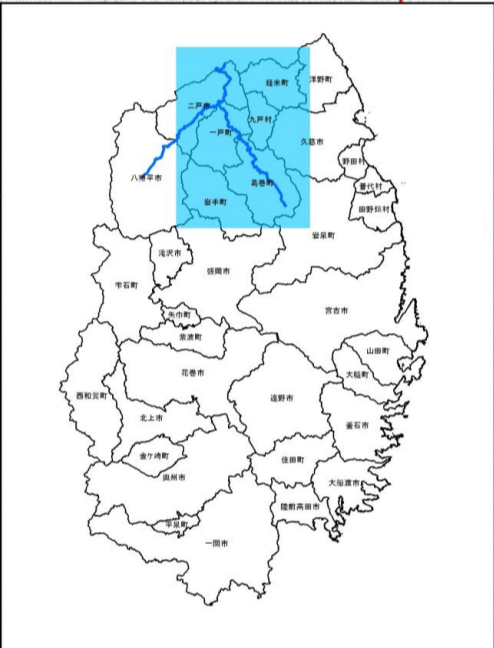 洋野町
軽米町
二戸市
九戸村
一戸町
久慈市
野田村
八幡平市
葛巻町
普代村
岩手町
田野畑村
岩泉町
滝沢市
盛岡市
雫石町
宮古市
矢巾町
紫波町
山田町
花巻市
大槌町
西和賀町
遠野市
北上市
釜石市
金ケ崎町
住田町
奥州市
大船渡市
陸前高田市
平泉町
一関市